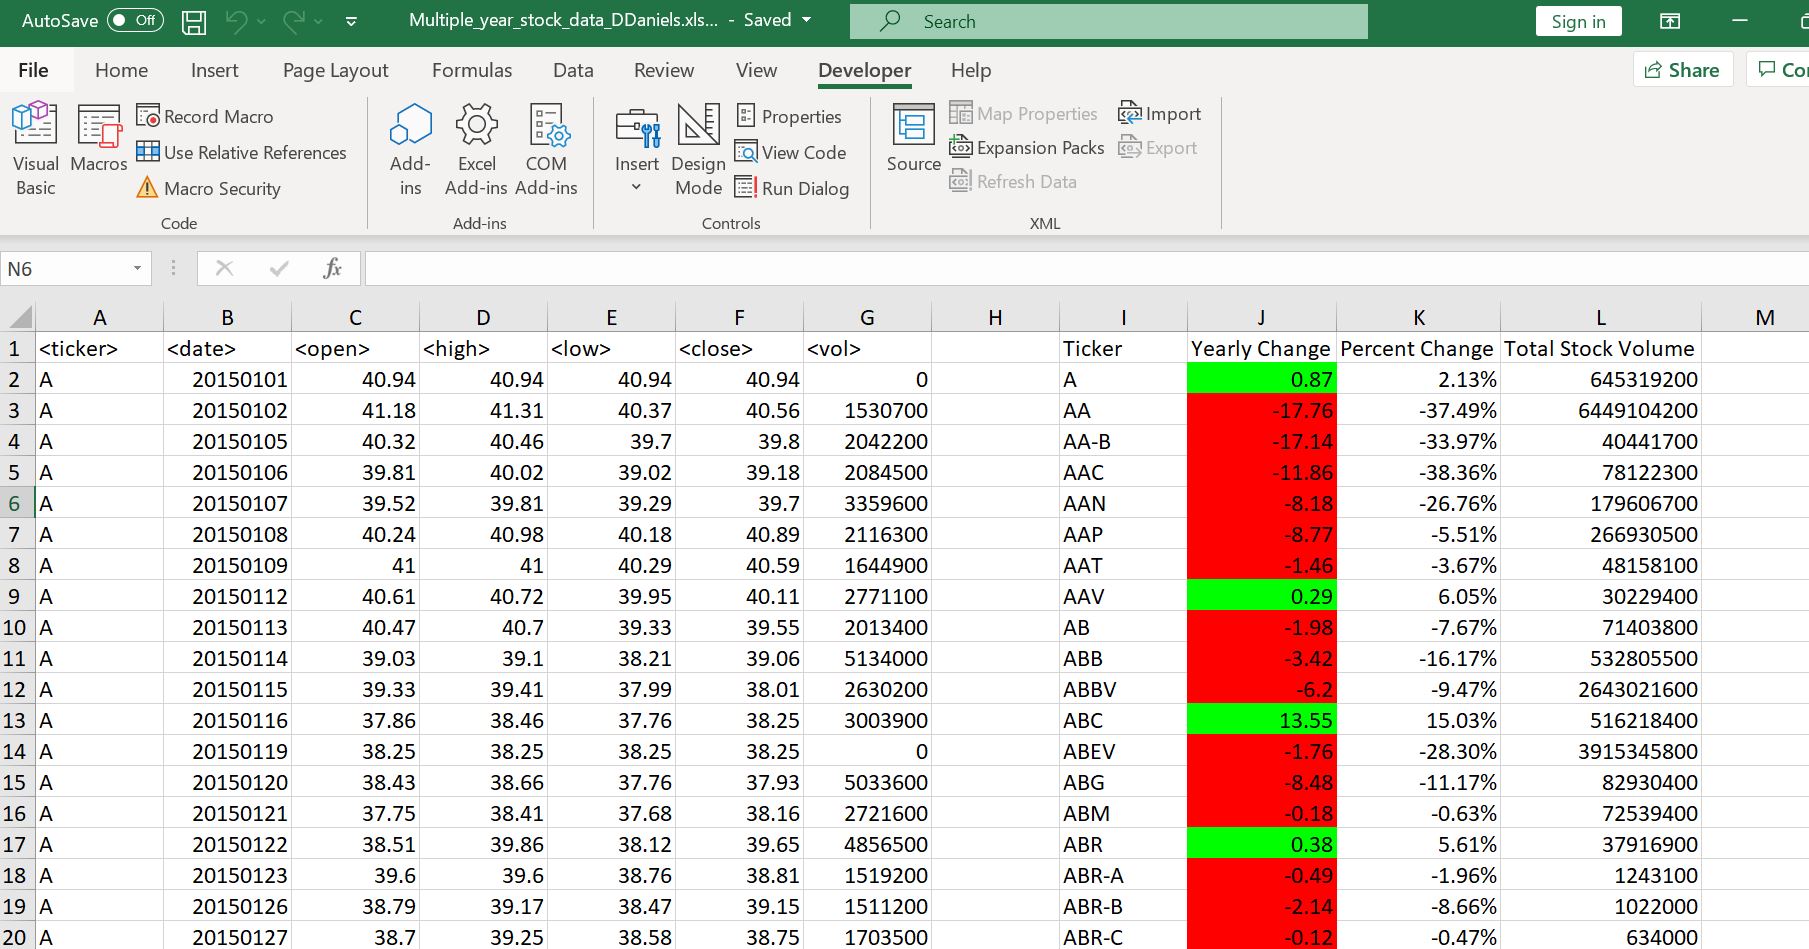 AutoSave Off Multiple_year_stock_data_DDaniels.xls... - Saved Search Sign in
File Home Insert Page Layout Formulas Data Review View Developer Help Share Co
Visual Basic Macros Record Macro Use Relative References Macro Security
Code
Add-ins Excel Add-ins COM Add-ins
Add-ins
Insert Design Mode Properties View Code Run Dialog
Controls
Source Map Properties Expansion Packs Refresh Data Import Export
XML
N6 fx
A B C D E F G H I J K L M
1 <ticker> <date> <open> <high> <low> <close> <vol> Ticker Yearly Change Percent Change Total Stock Volume
2 A 20150101 40.94 40.94 40.94 40.94 0 A 0.87 2.13% 645319200
3 A 20150102 41.18 41.31 40.37 40.56 1530700 AA -17.76 -37.49% 6449104200
4 A 20150105 40.32 40.46 39.7 39.8 2042200 AA-B -17.14 -33.97% 40441700
5 A 20150106 39.81 40.02 39.02 39.18 2084500 AAC -11.86 -38.36% 78122300
6 A 20150107 39.52 39.81 39.29 39.7 3359600 AAN -8.18 -26.76% 179606700
7 A 20150108 40.24 40.98 40.18 40.89 2116300 AAP -8.77 -5.51% 266930500
8 A 20150109 41 41 40.29 40.59 1644900 AAT -1.46 -3.67% 48158100
9 A 20150112 40.61 40.72 39.95 40.11 2771100 AAV 0.29 6.05% 30229400
10 A 20150113 40.47 40.7 39.33 39.55 2013400 AB -1.98 -7.67% 71403800
11 A 20150114 39.03 39.1 38.21 39.06 5134000 ABB -3.42 -16.17% 532805500
12 A 20150115 39.33 39.41 37.99 38.01 2630200 ABBV -6.2 -9.47% 2643021600
13 A 20150116 37.86 38.46 37.76 38.25 3003900 ABC 13.55 15.03% 516218400
14 A 20150119 38.25 38.25 38.25 38.25 0 ABEV -1.76 -28.30% 3915345800
15 A 20150120 38.43 38.66 37.76 37.93 5033600 ABG -8.48 -11.17% 82930400
16 A 20150121 37.75 38.41 37.68 38.16 2721600 ABM -0.18 -0.63% 72539400
17 A 20150122 38.51 39.86 38.12 39.65 4856500 ABR 0.38 5.61% 37916900
18 A 20150123 39.6 39.6 38.76 38.81 1519200 ABR-A -0.49 -1.96% 1243100
19 A 20150126 38.79 39.17 38.47 39.15 1511200 ABR-B -2.14 -8.66% 1022000
20 A 20150127 38.7 39.25 38.58 38.75 1703500 ABR-C -0.12 -0.47% 634000